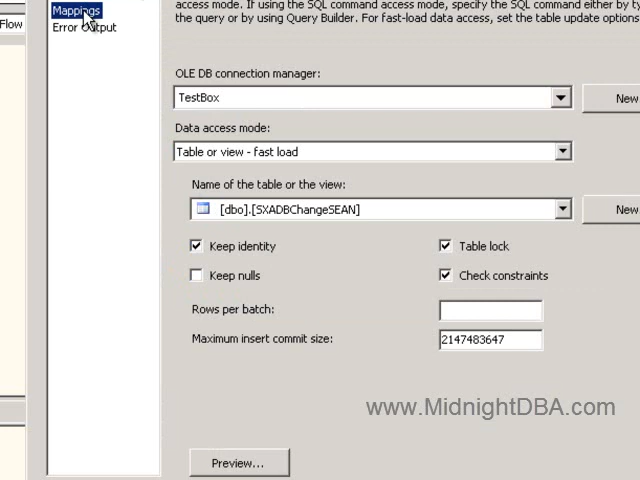 access mode. If using the SQL command access mode, specify the SQL command either by ty
Mappings
the query or by using Query Builder. For fast-load data access, set the table update options
Flow
Error Output
OLE DB connection manager:
TestBox
New
Data access mode:
Table or view - fast load
Name of the table or the view:
[dbo].[SXADBChangeSEAN]
New
Keep identity
Table lock
Keep nulls
Check constraints
Rows per batch:
Maximum insert commit size:
2147483647
www.MidnightDBA.com
Preview...